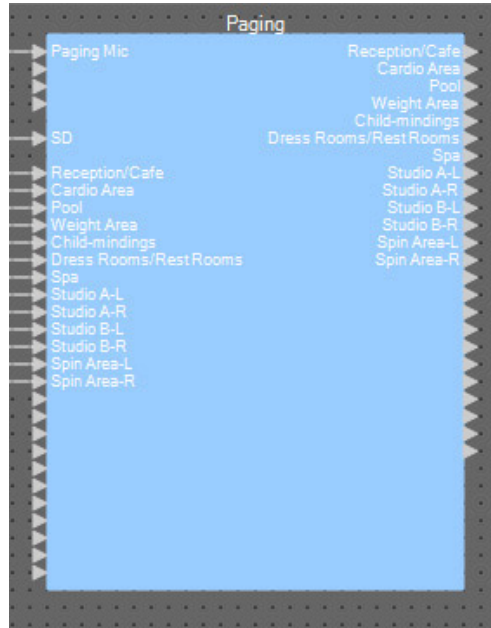 Paging
Paging Mic
SD
Reception/Cafe
Cardio Area
Pool
Weight Area
Child-mindings
Dress Rooms/Rest Rooms
Spa
Studio A-L
Studio A-R
Studio B-L
Studio B-R
Spin Area-L
Spin Area-R
Reception/Cafe
Cardio Area
Pool
Weight Area
Child-mindings
Dress Rooms/Rest Rooms
Spa
Studio A-L
Studio A-R
Studio B-L
Studio B-R
Spin Area-L
Spin Area-R